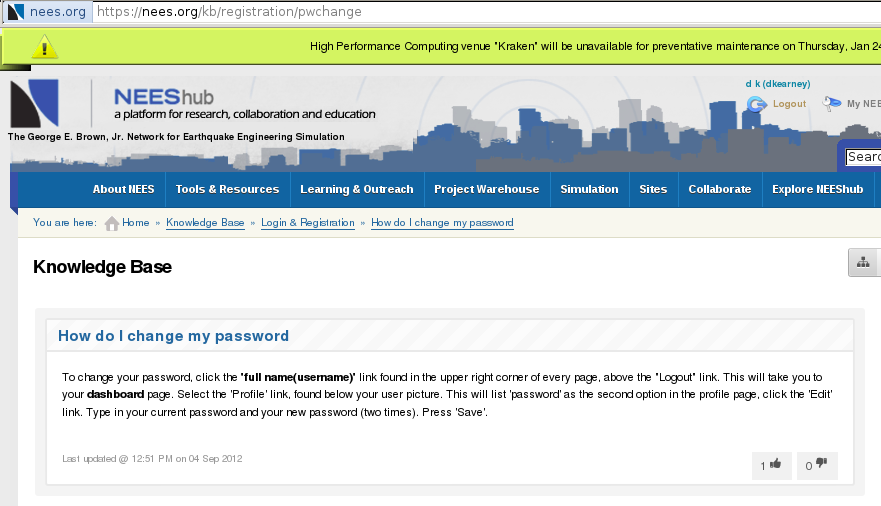 nees.org https://nees.org/kb/registration/pwchange
High Performance Computing venue "Kraken" will be unavailable for preventative maintenance on Thursday, Jan 24
d k (dkearney)
NEEShub
Logout My NEE
a platform for research, collaboration and education
The George E. Brown, Jr. Network for Earthquake Engineering Simulation
Searc
About NEES Tools & Resources Learning & Outreach Project Warehouse Simulation Sites Collaborate Explore NEEShub
You are here: Home » Knowledge Base » Login & Registration » How do I change my password
Knowledge Base
How do I change my password
To change your password, click the "full name(username)" link found in the upper right corner of every page, above the "Logout" link. This will take you to
your dashboard page. Select the 'Profile' link, found below your user picture. This will list 'password' as the second option in the profile page, click the 'Edit'
link. Type in your current password and your new password (two times). Press 'Save'.
Last updated @ 12:51 PM on 04 Sep 2012
1 0